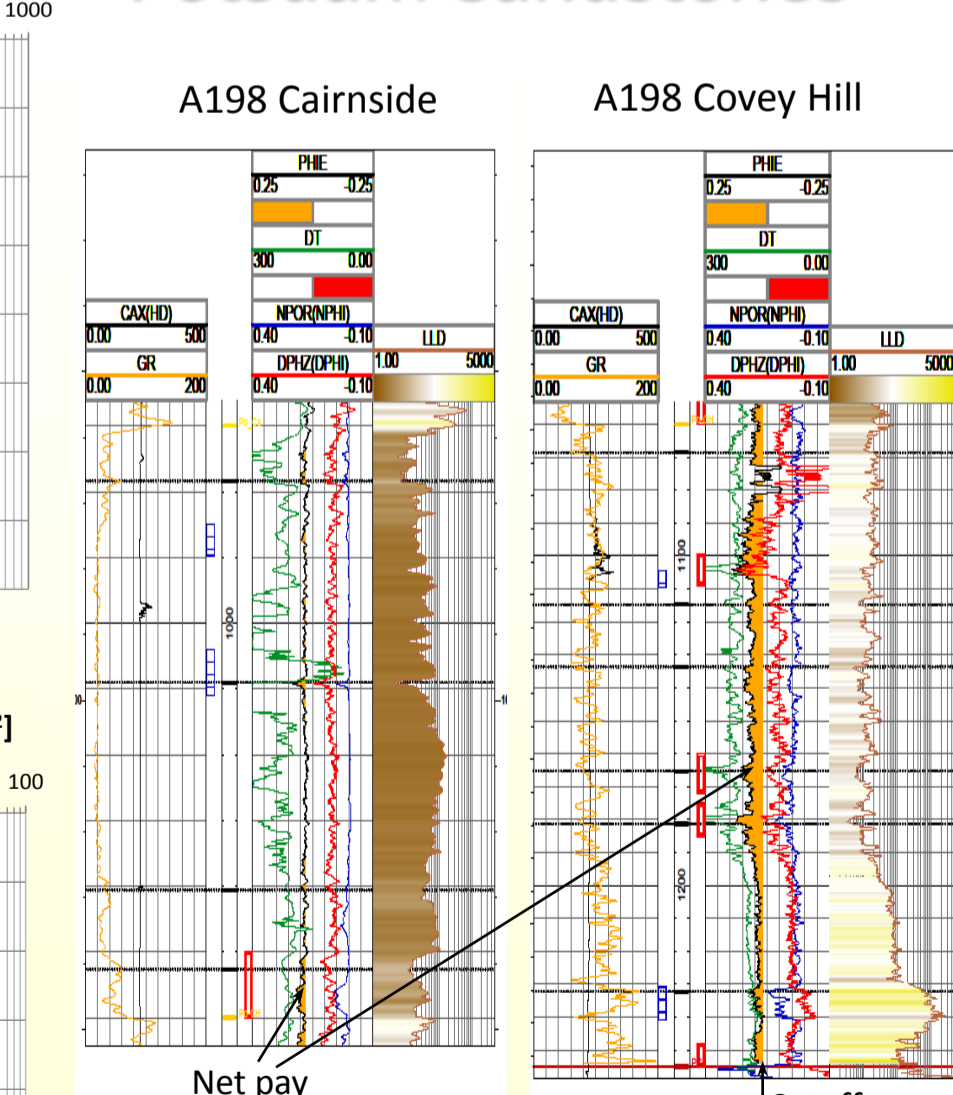 1000
A198 Cairnside
A198 Covey Hill
PHIE
0.25 -0.25
DT
300 0.00
CAX(HD)
0.00 500
GR
0.00 200
NPOR(NPHI)
0.40 -0.10
DPHZ(DPHI)
0.40 -0.10
LLD
1.00 5000
1000
PHIE
0.25 -0.25
DT
300 0.00
CAX(HD)
0.00 500
GR
0.00 200
NPOR(NPHI)
0.40 -0.10
DPHZ(DPHI)
0.40 -0.10
LLD
1.00 5000
1100
1200
]
100
Net pay